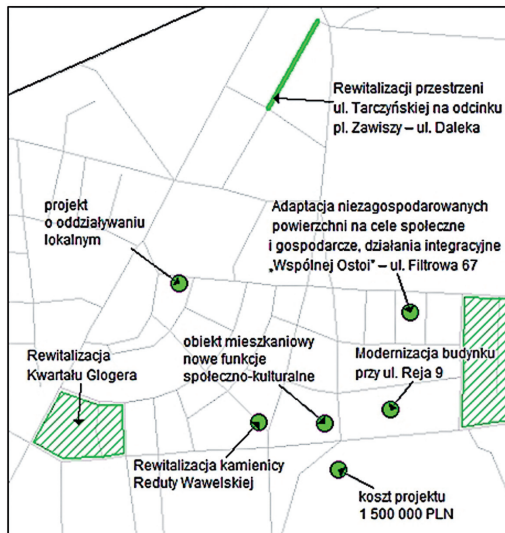 Rewitalizacji przestrzeni
ul. Tarczyńskiej na odcinku
pl. Zawiszy – ul. Daleka
projekt
o oddziaływaniu
lokalnym
Adaptacja niezagospodarowanych
powierzchni na cele społeczne
i gospodarcze, działania integracyjne
„Wspólnej Ostoi” – ul. Filtrowa 67
obiekt mieszkaniowy
nowe funkcje
społeczno-kulturalne
Modernizacja budynku
przy ul. Reja 9
Rewitalizacja
Kwartału Glogera
Rewitalizacja kamienicy
Reduty Wawelskiej
koszt projektu
1 500 000 PLN